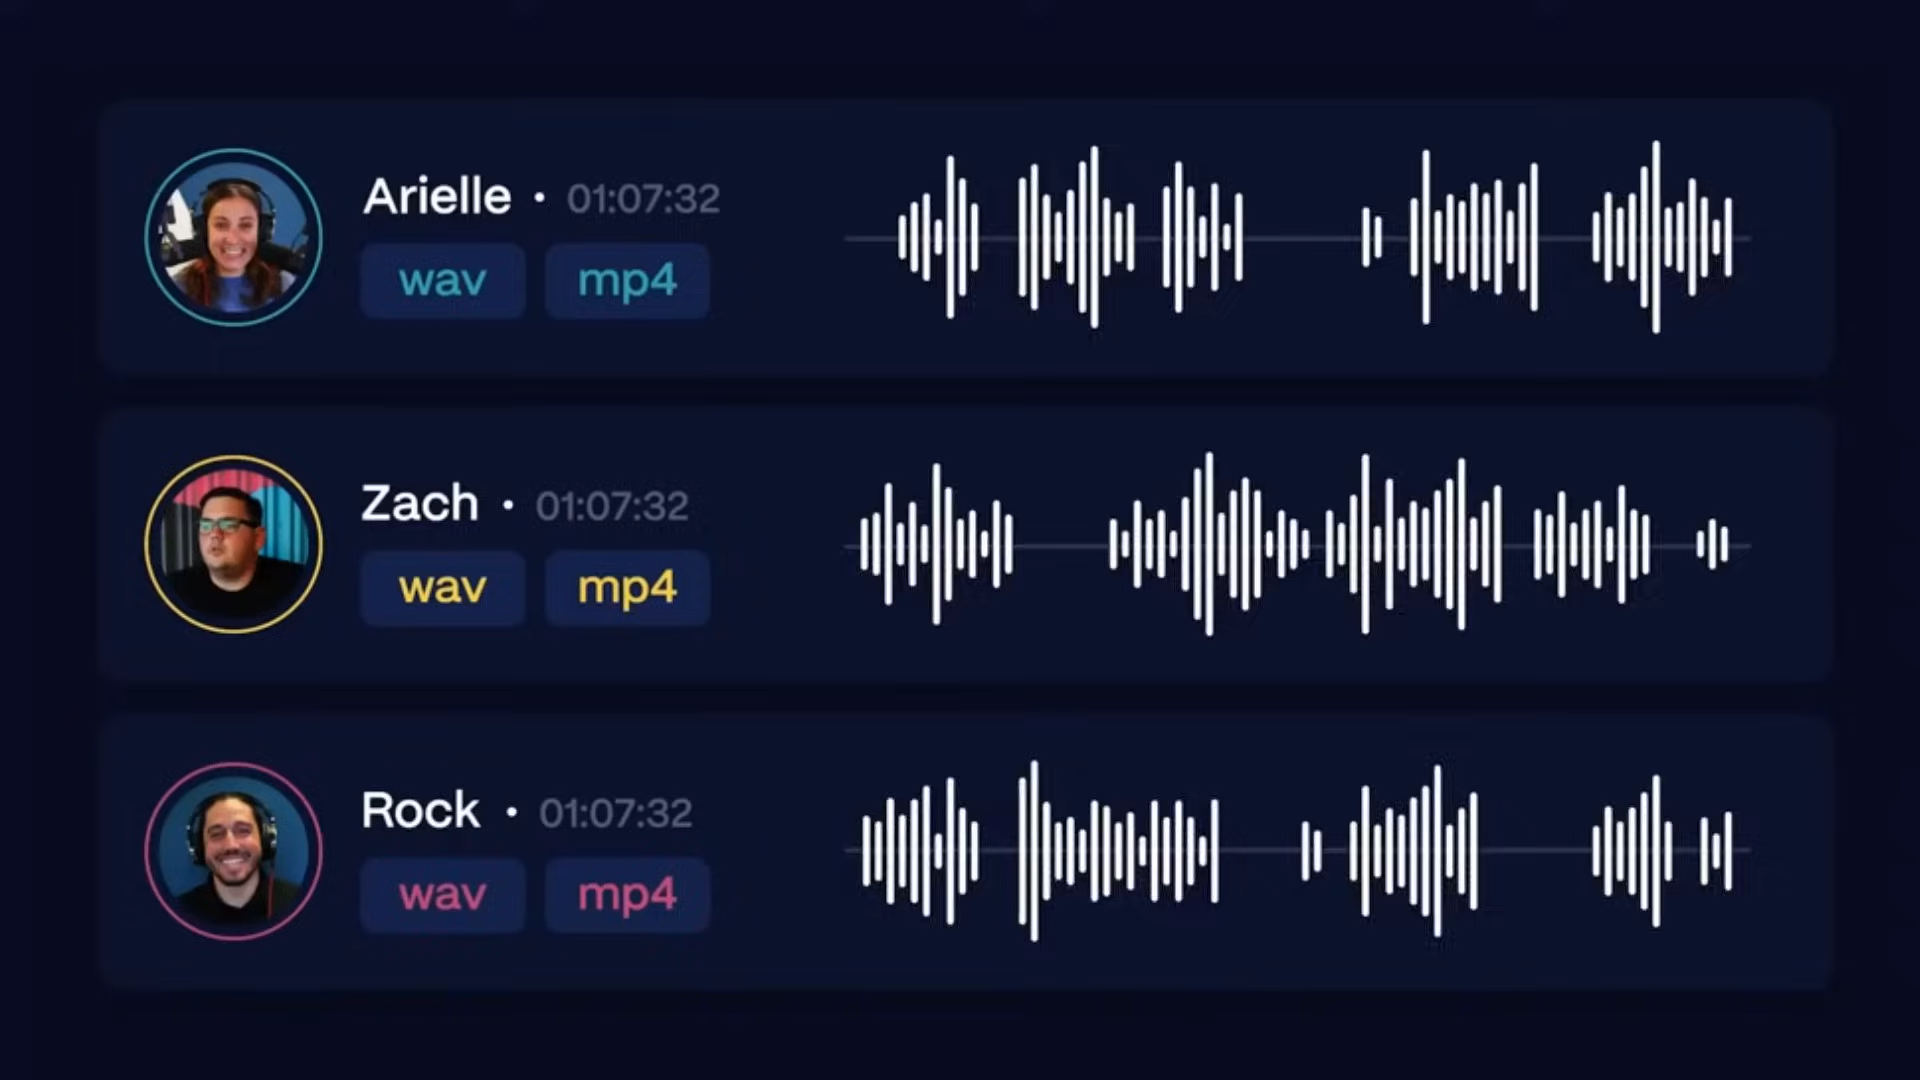 Arielle • 01:07:32
wav mp4
Zach • 01:07:32
wav mp4
Rock • 01:07:32
wav mp4